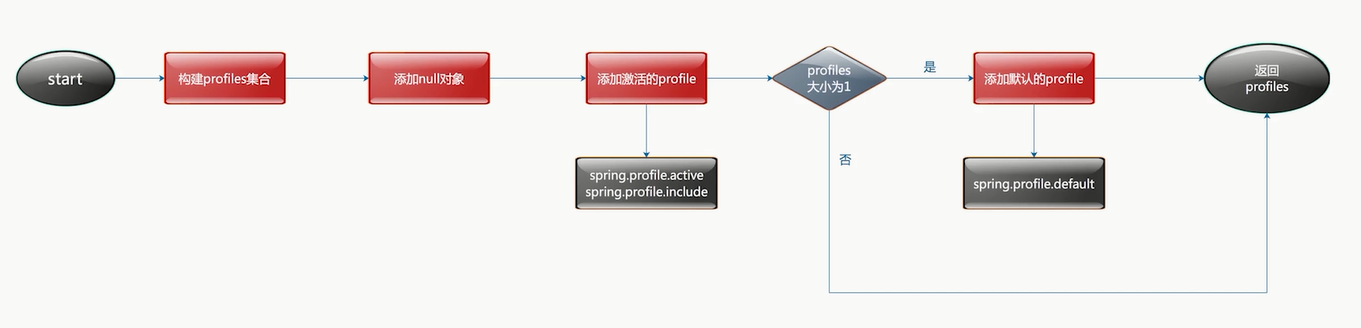 start
构建profiles集合
添加null对象
添加激活的profile
profiles
大小为1
是
添加默认的profile
返回
profiles
否
spring.profile.active
spring.profile.include
spring.profile.default